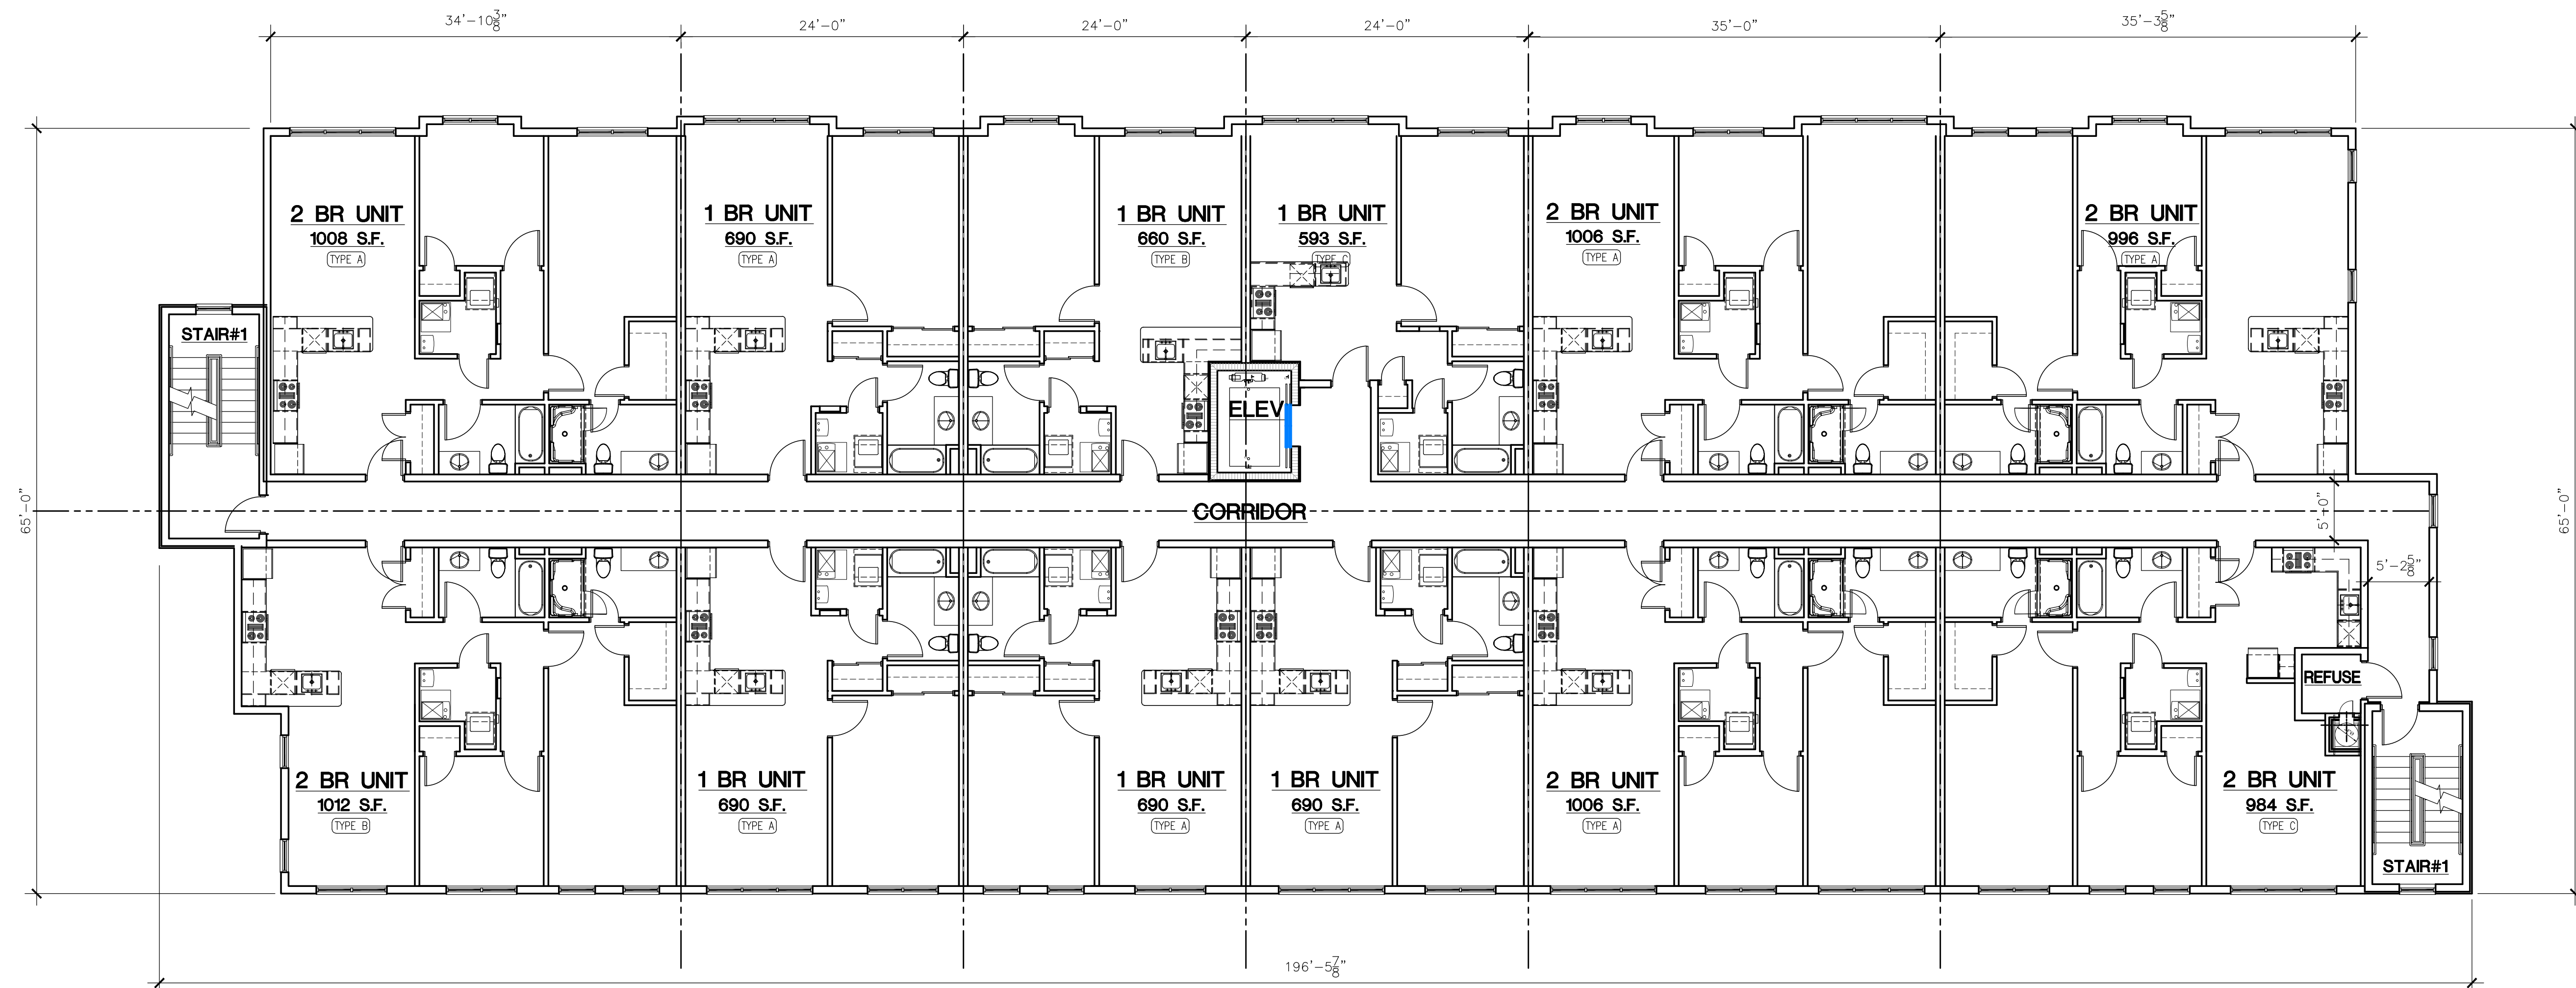 34'-10 3/8"
24'-0"
24'-0"
24'-0"
35'-0"
35'-3 5/8"
2 BR UNIT
1008 S.F.
TYPE A
1 BR UNIT
690 S.F.
TYPE A
1 BR UNIT
660 S.F.
TYPE B
1 BR UNIT
593 S.F.
TYPE C
2 BR UNIT
1006 S.F.
TYPE A
2 BR UNIT
996 S.F.
TYPE A
STAIR#1
ELEV
65'-0"
CORRIDOR
5'-0"
65'-0"
5'-2 5/8"
REFUSE
2 BR UNIT
1012 S.F.
TYPE B
1 BR UNIT
690 S.F.
TYPE A
1 BR UNIT
690 S.F.
TYPE A
1 BR UNIT
690 S.F.
TYPE A
2 BR UNIT
1006 S.F.
TYPE A
2 BR UNIT
984 S.F.
TYPE C
STAIR#1
196'-5 7/8"